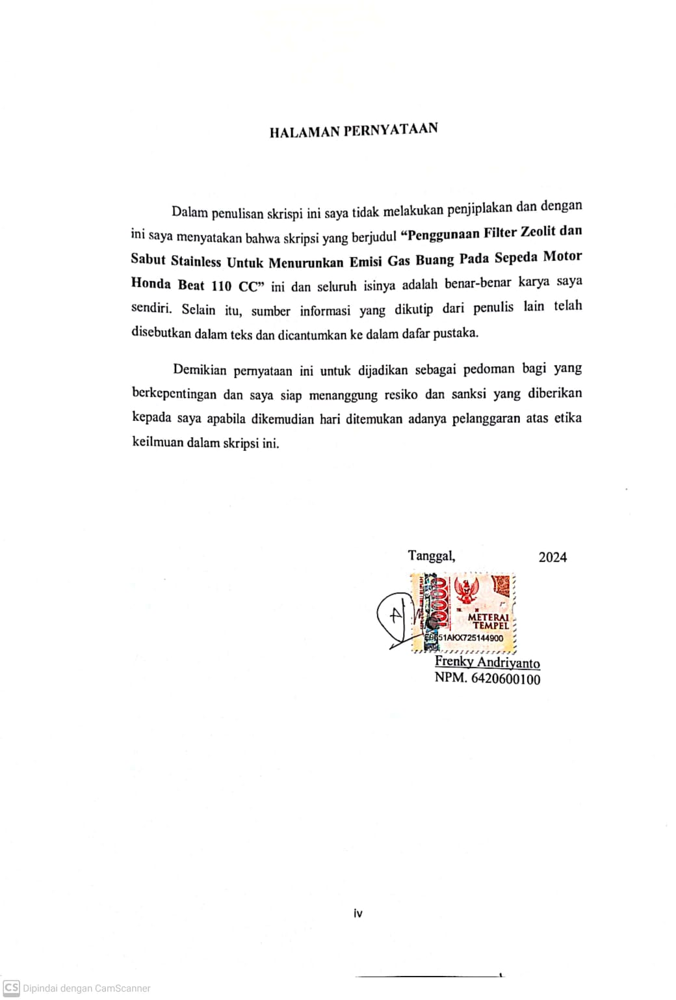 HALAMAN PERNYATAAN
Dalam penulisan skrispi ini saya tidak melakukan penjiplakan dan dengan
ini saya menyatakan bahwa skripsi yang berjudul “Penggunaan Filter Zeolit dan
Sabut Stainless Untuk Menurunkan Emisi Gas Buang Pada Sepeda Motor
Honda Beat 110 CC” ini dan seluruh isinya adalah benar-benar karya saya
sendiri. Selain itu, sumber informasi yang dikutip dari penulis lain telah
disebutkan dalam teks dan dicantumkan ke dalam dafar pustaka.
Demikian pernyataan ini untuk dijadikan sebagai pedoman bagi yang
berkepentingan dan saya siap menanggung resiko dan sanksi yang diberikan
kepada saya apabila dikemudian hari ditemukan adanya pelanggaran atas etika
keilmuan dalam skripsi ini.
Tanggal, 2024
10000
METERAI
TEMPEL
51AKX725144900
Frenky Andriyanto
NPM. 6420600100
iv
CS Dipindai dengan CamScanner